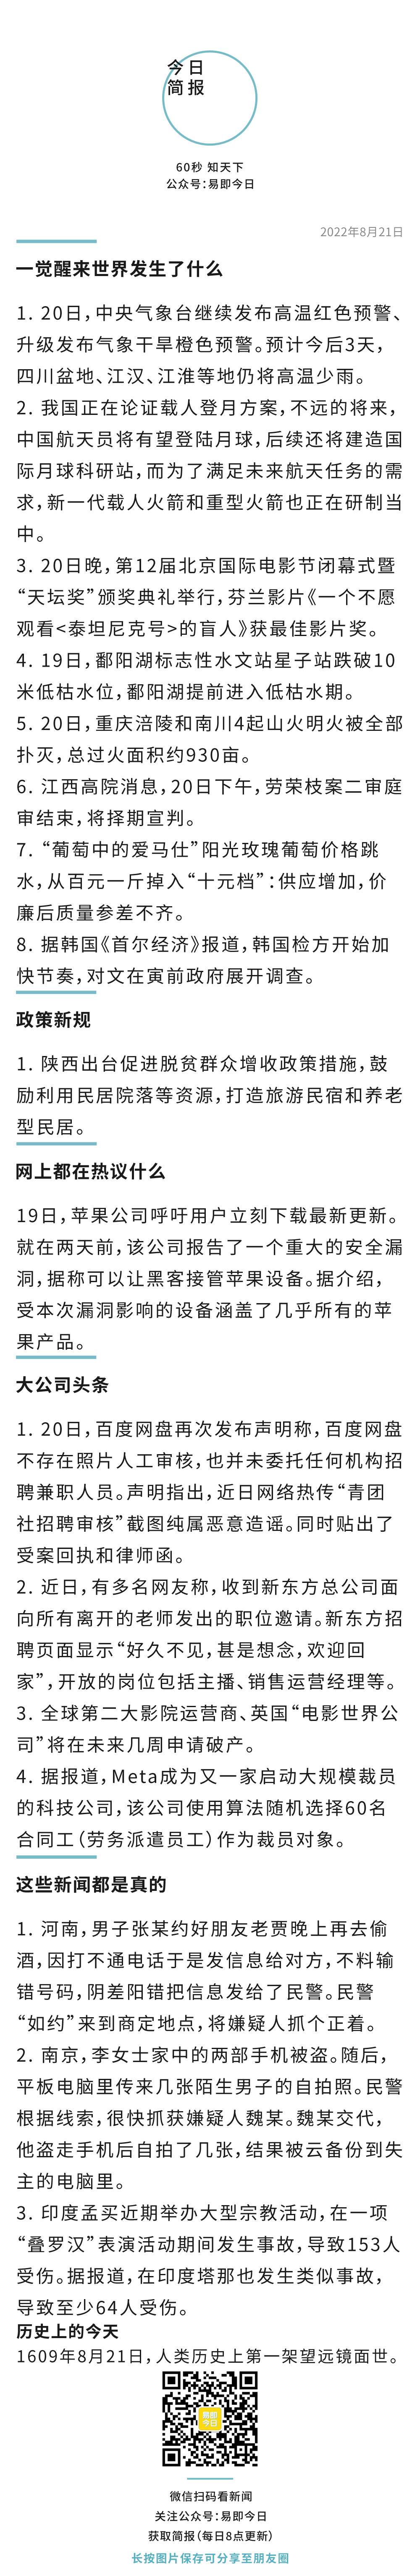 今日
简报
60秒 知天下
公众号：易即今日
2022年8月21日
一觉醒来世界发生了什么
1. 20日，中央气象台继续发布高温红色预警、
升级发布气象干旱橙色预警。预计今后3天，
四川盆地、江汉、江淮等地仍将高温少雨。
2. 我国正在论证载人登月方案，不远的将来，
中国航天员将有望登陆月球，后续还将建造国
际月球科研站，而为了满足未来航天任务的需
求，新一代载人火箭和重型火箭也正在研制当
中。
3. 20日晚，第12届北京国际电影节闭幕式暨
“天坛奖”颁奖典礼举行，芬兰影片《一个不愿
观看<泰坦尼克号>的盲人》获最佳影片奖。
4. 19日，鄱阳湖标志性水文站星子站跌破10
米低枯水位，鄱阳湖提前进入低枯水期。
5. 20日，重庆涪陵和南川4起山火明火被全部
扑灭，总过火面积约930亩。
6. 江西高院消息，20日下午，劳荣枝案二审庭
审结束，将择期宣判。
7. “葡萄中的爱马仕”阳光玫瑰葡萄价格跳
水，从百元一斤掉入“十元档”：供应增加，价
廉后质量参差不齐。
8. 据韩国《首尔经济》报道，韩国检方开始加
快节奏，对文在寅前政府展开调查。
政策新规
1. 陕西出台促进脱贫群众增收政策措施，鼓
励利用民居院落等资源，打造旅游民宿和养老
型民居。
网上都在热议什么
19日，苹果公司呼吁用户立刻下载最新更新。
就在两天前，该公司报告了一个重大的安全漏
洞，据称可以让黑客接管苹果设备。据介绍，
受本次漏洞影响的设备涵盖了几乎所有的苹
果产品。
大公司头条
1. 20日，百度网盘再次发布声明称，百度网盘
不存在照片人工审核，也并未委托任何机构招
聘兼职人员。声明指出，近日网络热传“青团
社招聘审核”截图纯属恶意造谣。同时贴出了
受案回执和律师函。
2. 近日，有多名网友称，收到新东方总公司面
向所有离开的老师发出的职位邀请。新东方招
聘页面显示“好久不见，甚是想念，欢迎回
家”，开放的岗位包括主播、销售运营经理等。
3. 全球第二大影院运营商、英国“电影世界公
司”将在未来几周申请破产。
4. 据报道，Meta成为又一家启动大规模裁员
的科技公司，该公司使用算法随机选择60名
合同工（劳务派遣员工）作为裁员对象。
这些新闻都是真的
1. 河南，男子张某约好朋友老贾晚上再去偷
酒，因打不通电话于是发信息给对方，不料输
错号码，阴差阳错把信息发给了民警。民警
“如约”来到商定地点，将嫌疑人抓个正着。
2. 南京，李女士家中的两部手机被盗。随后，
平板电脑里传来几张陌生男子的自拍照。民警
根据线索，很快抓获嫌疑人魏某。魏某交代，
他盗走手机后自拍了几张，结果被云备份到失
主的电脑里。
3. 印度孟买近期举办大型宗教活动，在一项
“叠罗汉”表演活动期间发生事故，导致153人
受伤。据报道，在印度塔那也发生类似事故，
导致至少64人受伤。
历史上的今天
1609年8月21日，人类历史上第一架望远镜面世。
易即
今日
微信扫码看新闻
关注公众号：易即今日
获取简报（每日8点更新）
长按图片保存可分享至朋友圈